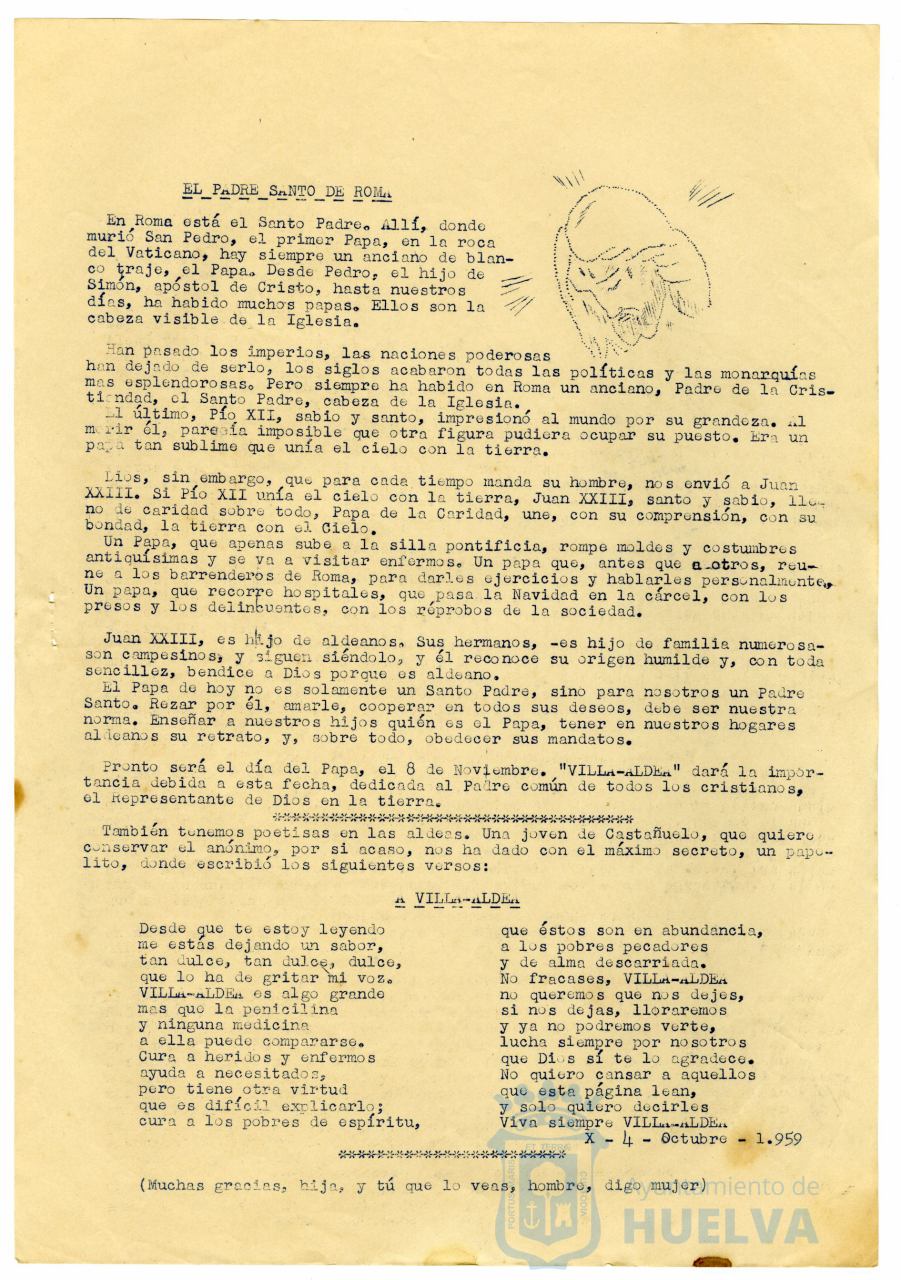 EL PADRE SANTO DE ROMA
En Roma está el Santo Padre. Allí, donde
murió San Pedro, el primer Papa, en la roca
del Vaticano, hay siempre un anciano de blan-
co traje, el Papa. Desde Pedro, el hijo de
Simón, apóstol de Cristo, hasta nuestros
días, ha habido muchos papas. Ellos son la
cabeza visible de la Iglesia.
Han pasado los imperios, las naciones poderosas
han dejado de serlo, los siglos acabaron todas las políticas y las monarquías
mas esplendorosas. Pero siempre ha habido en Roma un anciano, Padre de la Cris-
tiandad, el Santo Padre, cabeza de la Iglesia.
El último, Pío XII, sabio y santo, impresionó al mundo por su grandeza. Al
morir él, parecía imposible que otra figura pudiera ocupar su puesto. Era un
papa tan sublime que unía el cielo con la tierra.
Dios, sin embargo, que para cada tiempo manda su hombre, nos envió a Juan
XXIII. Si Pío XII unía el cielo con la tierra, Juan XXIII, santo y sabio, lle-
no de caridad sobre todo, Papa de la Caridad, une, con su comprensión, con su
bondad, la tierra con el Cielo.
Un Papa, que apenas sube a la silla pontificia, rompe moldes y costumbres
antiquísimas y se va a visitar enfermos. Un papa que, antes que a otros, reu-
ne a los barrenderos de Roma, para darles ejercicios y hablarles personalmente,
Un papa, que recorre hospitales, que pasa la Navidad en la cárcel, con los
presos y los delincuentes, con los réprobos de la sociedad.
Juan XXIII, es hijo de aldeanos. Sus hermanos, -es hijo de familia numerosa-
son campesinos, y siguen siéndolo, y él reconoce su origen humilde y, con toda
sencillez, bendice a Dios porque es aldeano.
El Papa de hoy no es solamente un Santo Padre, sino para nosotros un Padre
Santo. Rezar por él, amarle, cooperar en todos sus deseos, debe ser nuestra
norma. Enseñar a nuestros hijos quién es el Papa, tener en nuestros hogares
aldeanos su retrato, y, sobre todo, obedecer sus mandatos.
Pronto será el día del Papa, el 8 de Noviembre. "VILLA-ALDEA" dará la impor-
tancia debida a esta fecha, dedicada al Padre común de todos los cristianos,
el Representante de Dios en la tierra.
También tenemos poetisas en las aldeas. Una joven de Castañuelo, que quiere
conservar el anónimo, por si acaso, nos ha dado con el máximo secreto, un pape-
lito, donde escribió los siguientes versos:
A VILLA-ALDEA
Desde que te estoy leyendo
me estás dejando un sabor,
tan dulce, tan dulce, dulce,
que lo ha de gritar mi voz.
VILLA-ALDEA es algo grande
mas que la penicilina
y ninguna medicina
a ella puede compararse.
Cura a heridos y enfermos
ayuda a necesitados,
pero tiene otra virtud
que es difícil explicarlo;
cura a los pobres de espíritu,
que éstos son en abundancia,
a los pobres pecadores
y de alma descarriada.
No fracases, VILLA-ALDEA
no queremos que nos dejes,
si nos dejas, lloraremos
y ya no podremos verte,
lucha siempre por nosotros
que Dios sí te lo agradece.
No quiero cansar a aquellos
que esta página lean,
y solo quiero decirles
Viva siempre VILLA-ALDEA
X - 4 - Octubre - 1.959
(Muchas gracias, hija, y tú que lo veas, hombre, digo mujer)
Ayuntamiento de
HUELVA